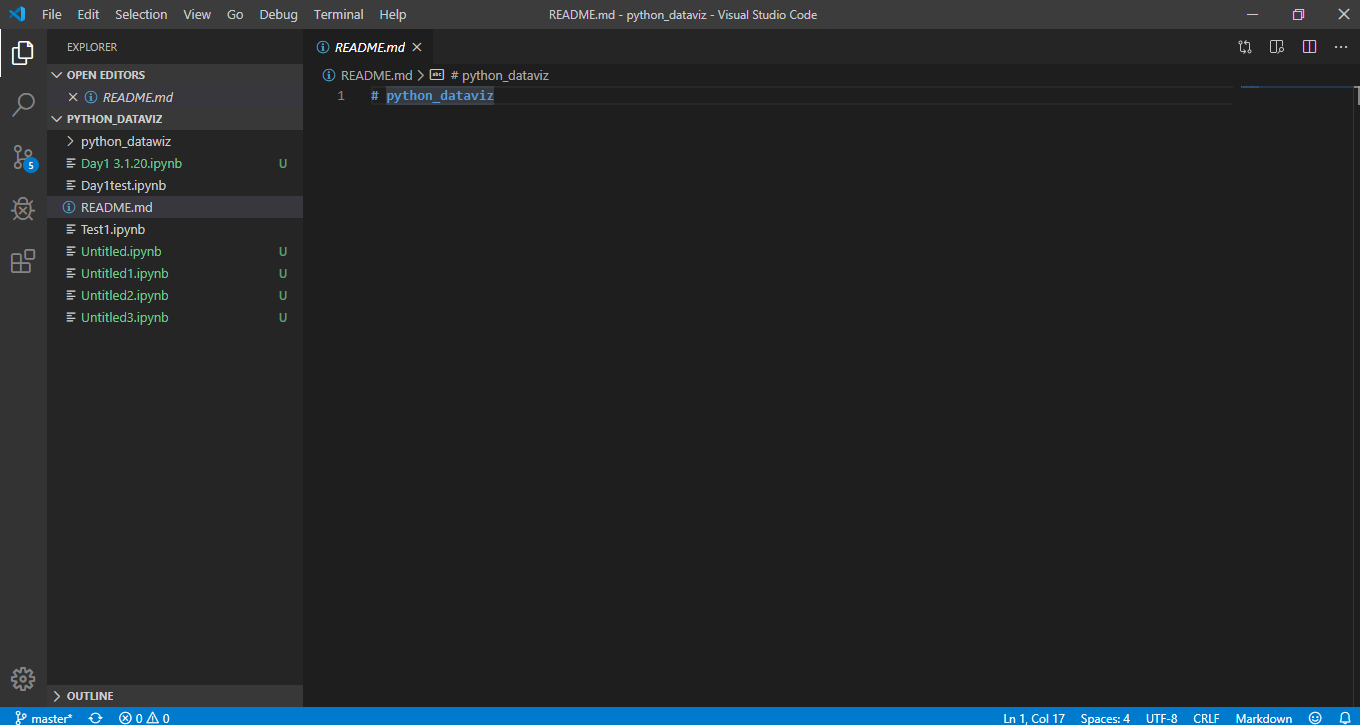 File Edit Selection View Go Debug Terminal Help
README.md - python_dataviz - Visual Studio Code
EXPLORER
OPEN EDITORS
README.md
PYTHON_DATAVIZ
python_datawiz
Day1 3.1.20.ipynb U
Day1test.ipynb
README.md
Test1.ipynb
Untitled.ipynb U
Untitled1.ipynb U
Untitled2.ipynb U
Untitled3.ipynb U
OUTLINE
5
README.md
README.md > # python_dataviz
1 # python_dataviz
master* 0 0 Ln 1, Col 17 Spaces: 4 UTF-8 CRLF Markdown